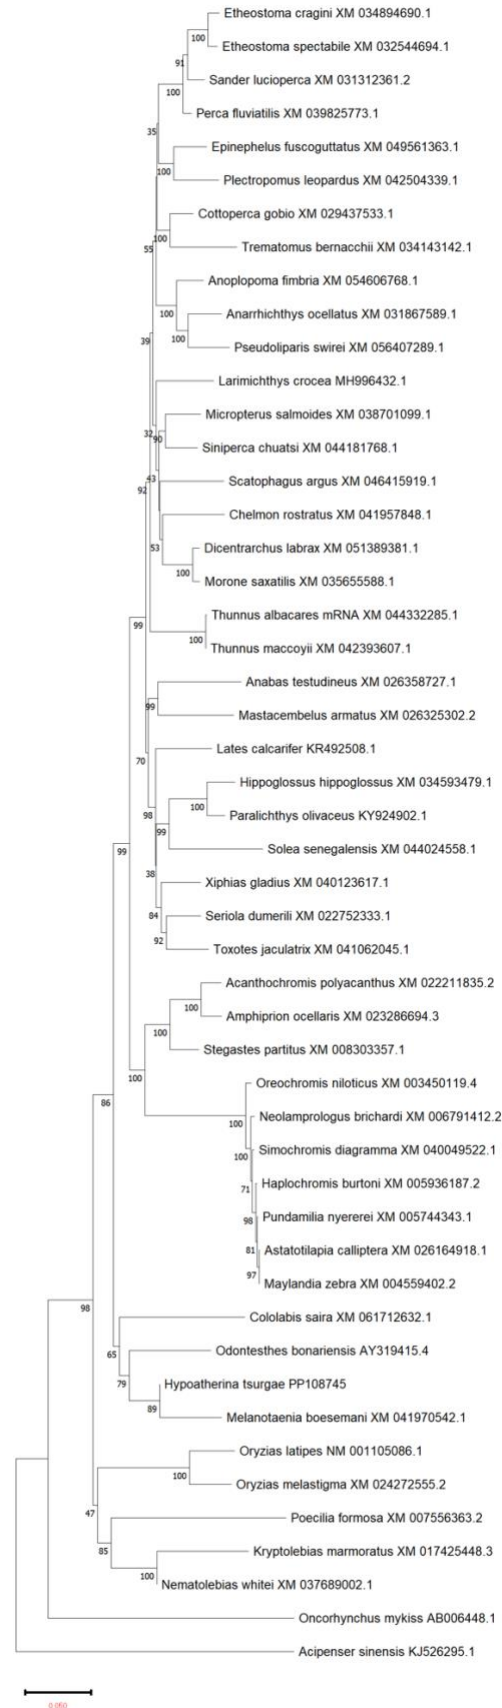 Etheostoma cragini XM 034894690.1
100
Etheostoma spectabile XM 032544694.1
91
Sander lucioperca XM 031312361.2
100
Perca fluviatilis XM 039825773.1
35
Epinephelus fuscoguttatus XM 049561363.1
100
Plectropomus leopardus XM 042504339.1
Cottoperca gobio XM 029437533.1
100
55
Trematomus bernacchii XM 034143142.1
Anoplopoma fimbria XM 054606768.1
100
Anarrhichthys ocellatus XM 031867589.1
100
39
Pseudoliparis swirei XM 056407289.1
Larimichthys crocea MH996432.1
Micropterus salmoides XM 038701099.1
32
90
Siniperca chuatsi XM 044181768.1
43
Scatophagus argus XM 046415919.1
92
Chelmon rostratus XM 041957848.1
53
Dicentrarchus labrax XM 051389381.1
100
Morone saxatilis XM 035655588.1
Thunnus albacares mRNA XM 044332285.1
99
100
Thunnus maccoyii XM 042393607.1
Anabas testudineus XM 026358727.1
99
Mastacembelus armatus XM 026325302.2
Lates calcarifer KR492508.1
70
Hippoglossus hippoglossus XM 034593479.1
100
98
Paralichthys olivaceus KY924902.1
99
99
Solea senegalensis XM 044024558.1
38
Xiphias gladius XM 040123617.1
84
Seriola dumerili XM 022752333.1
92
Toxotes jaculatrix XM 041062045.1
Acanthochromis polyacanthus XM 022211835.2
100
Amphiprion ocellaris XM 023286694.3
100
Stegastes partitus XM 008303357.1
100
Oreochromis niloticus XM 003450119.4
86
Neolamprologus brichardi XM 006791412.2
100
Simochromis diagramma XM 040049522.1
100
Haplochromis burtoni XM 005936187.2
71
Pundamilia nyererei XM 005744343.1
98
Astatotilapia calliptera XM 026164918.1
81
97
Maylandia zebra XM 004559402.2
98
Cololabis saira XM 061712632.1
65
Odontesthes bonariensis AY319415.4
79
Hypoatherina tsurgae PP108745
89
Melanotaenia boesemani XM 041970542.1
Oryzias latipes NM 001105086.1
100
Oryzias melastigma XM 024272555.2
47
Poecilia formosa XM 007556363.2
85
Kryptolebias marmoratus XM 017425448.3
100
Nematolebias whitei XM 037689002.1
Oncorhynchus mykiss AB006448.1
Acipenser sinensis KJ526295.1
0.050